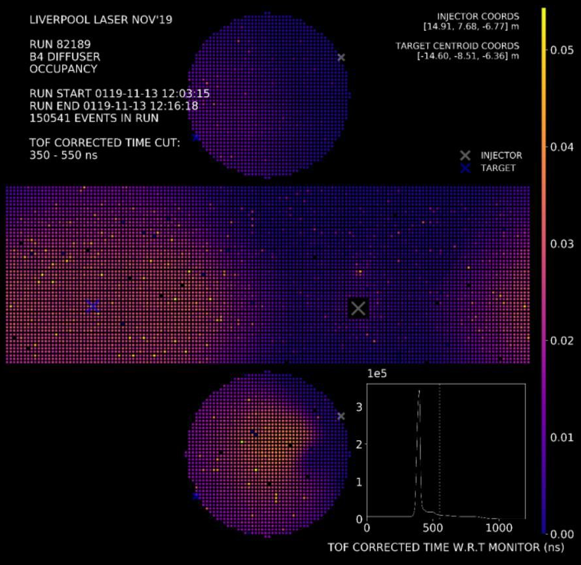 LIVERPOOL LASER NOV'19
RUN 82189
B4 DIFFUSER
OCCUPANCY
RUN START 0119-11-13 12:03:15
RUN END 0119-11-13 12:16:18
150541 EVENTS IN RUN
TOF CORRECTED TIME CUT:
350 - 550 ns
INJECTOR COORDS
[14.91, 7.68, -6.77] m
TARGET CENTROID COORDS
[-14.60, -8.51, -6.36] m
INJECTOR
TARGET
0.05
0.04
0.03
0.02
0.01
0.00
1e5
3
2
1
0
0
500
1000
TOF CORRECTED TIME W.R.T MONITOR (ns)